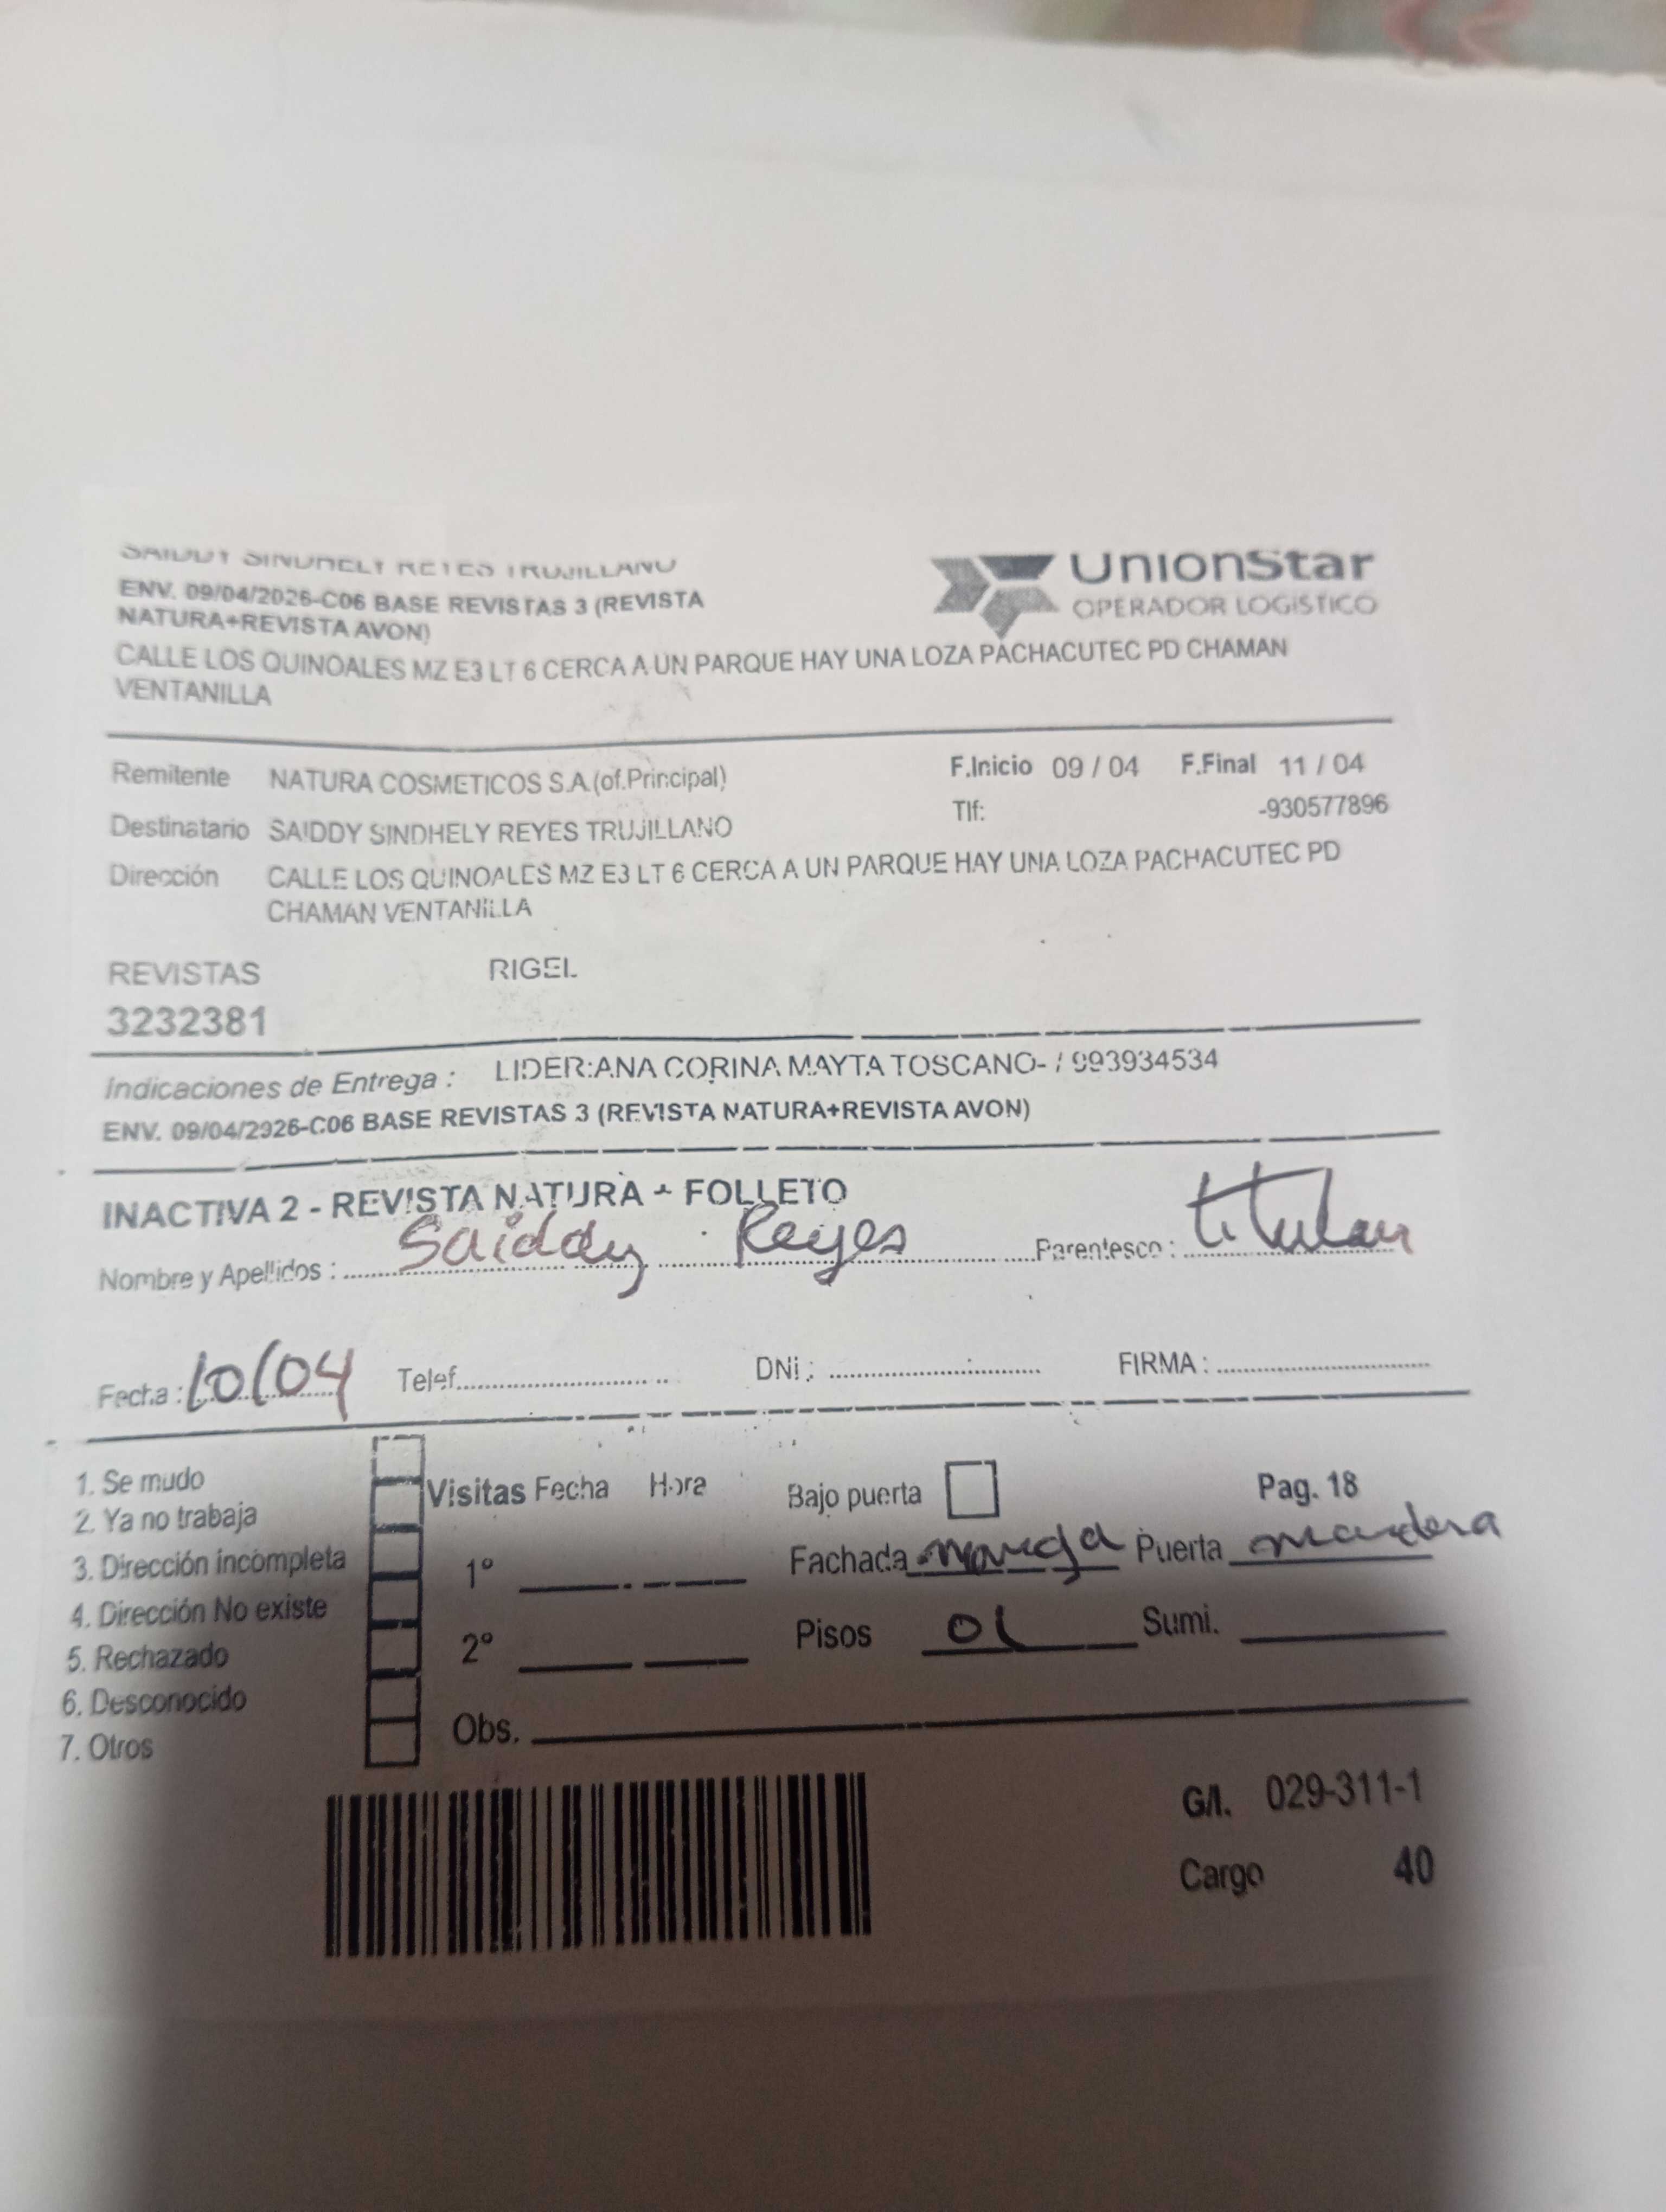 SAIDDY SINDHELY REYES TRUJILLANO
ENV. 09/04/2026-C06 BASE REVISTAS 3 (REVISTA
NATURA+REVISTA AVON)
UnionStar
OPERADOR LOGISTICO
CALLE LOS QUINOALES MZ E3 LT 6 CERCA A UN PARQUE HAY UNA LOZA PACHACUTEC PD CHAMAN
VENTANILLA
Remitente NATURA COSMETICOS S.A.(of.Principal) F.Inicio 09 / 04 F.Final 11 / 04
Tlf: -930577896
Destinatario SAIDDY SINDHELY REYES TRUJILLANO
Dirección CALLE LOS QUINOALES MZ E3 LT 6 CERCA A UN PARQUE HAY UNA LOZA PACHACUTEC PD
CHAMAN VENTANILLA
REVISTAS RIGEL
3232381
Indicaciones de Entrega : LIDER:ANA CORINA MAYTA TOSCANO- / 993934534
ENV. 09/04/2026-C06 BASE REVISTAS 3 (REVISTA NATURA+REVISTA AVON)
INACTIVA 2 - REVISTA NATURA + FOLLETO
Nombre y Apellidos : Saiddy Reyes Parentesco : titular
Fecha : 10/04 Telef. DNi : FIRMA :
1. Se mudo
2. Ya no trabaja
3. Dirección incompleta
4. Dirección No existe
5. Rechazado
6. Desconocido
7. Otros
Visitas Fecha Hora
1°
2°
Obs.
Bajo puerta Pag. 18
Fachada Puerta madera
Pisos 01 Sumi.
G/I. 029-311-1
Cargo 40